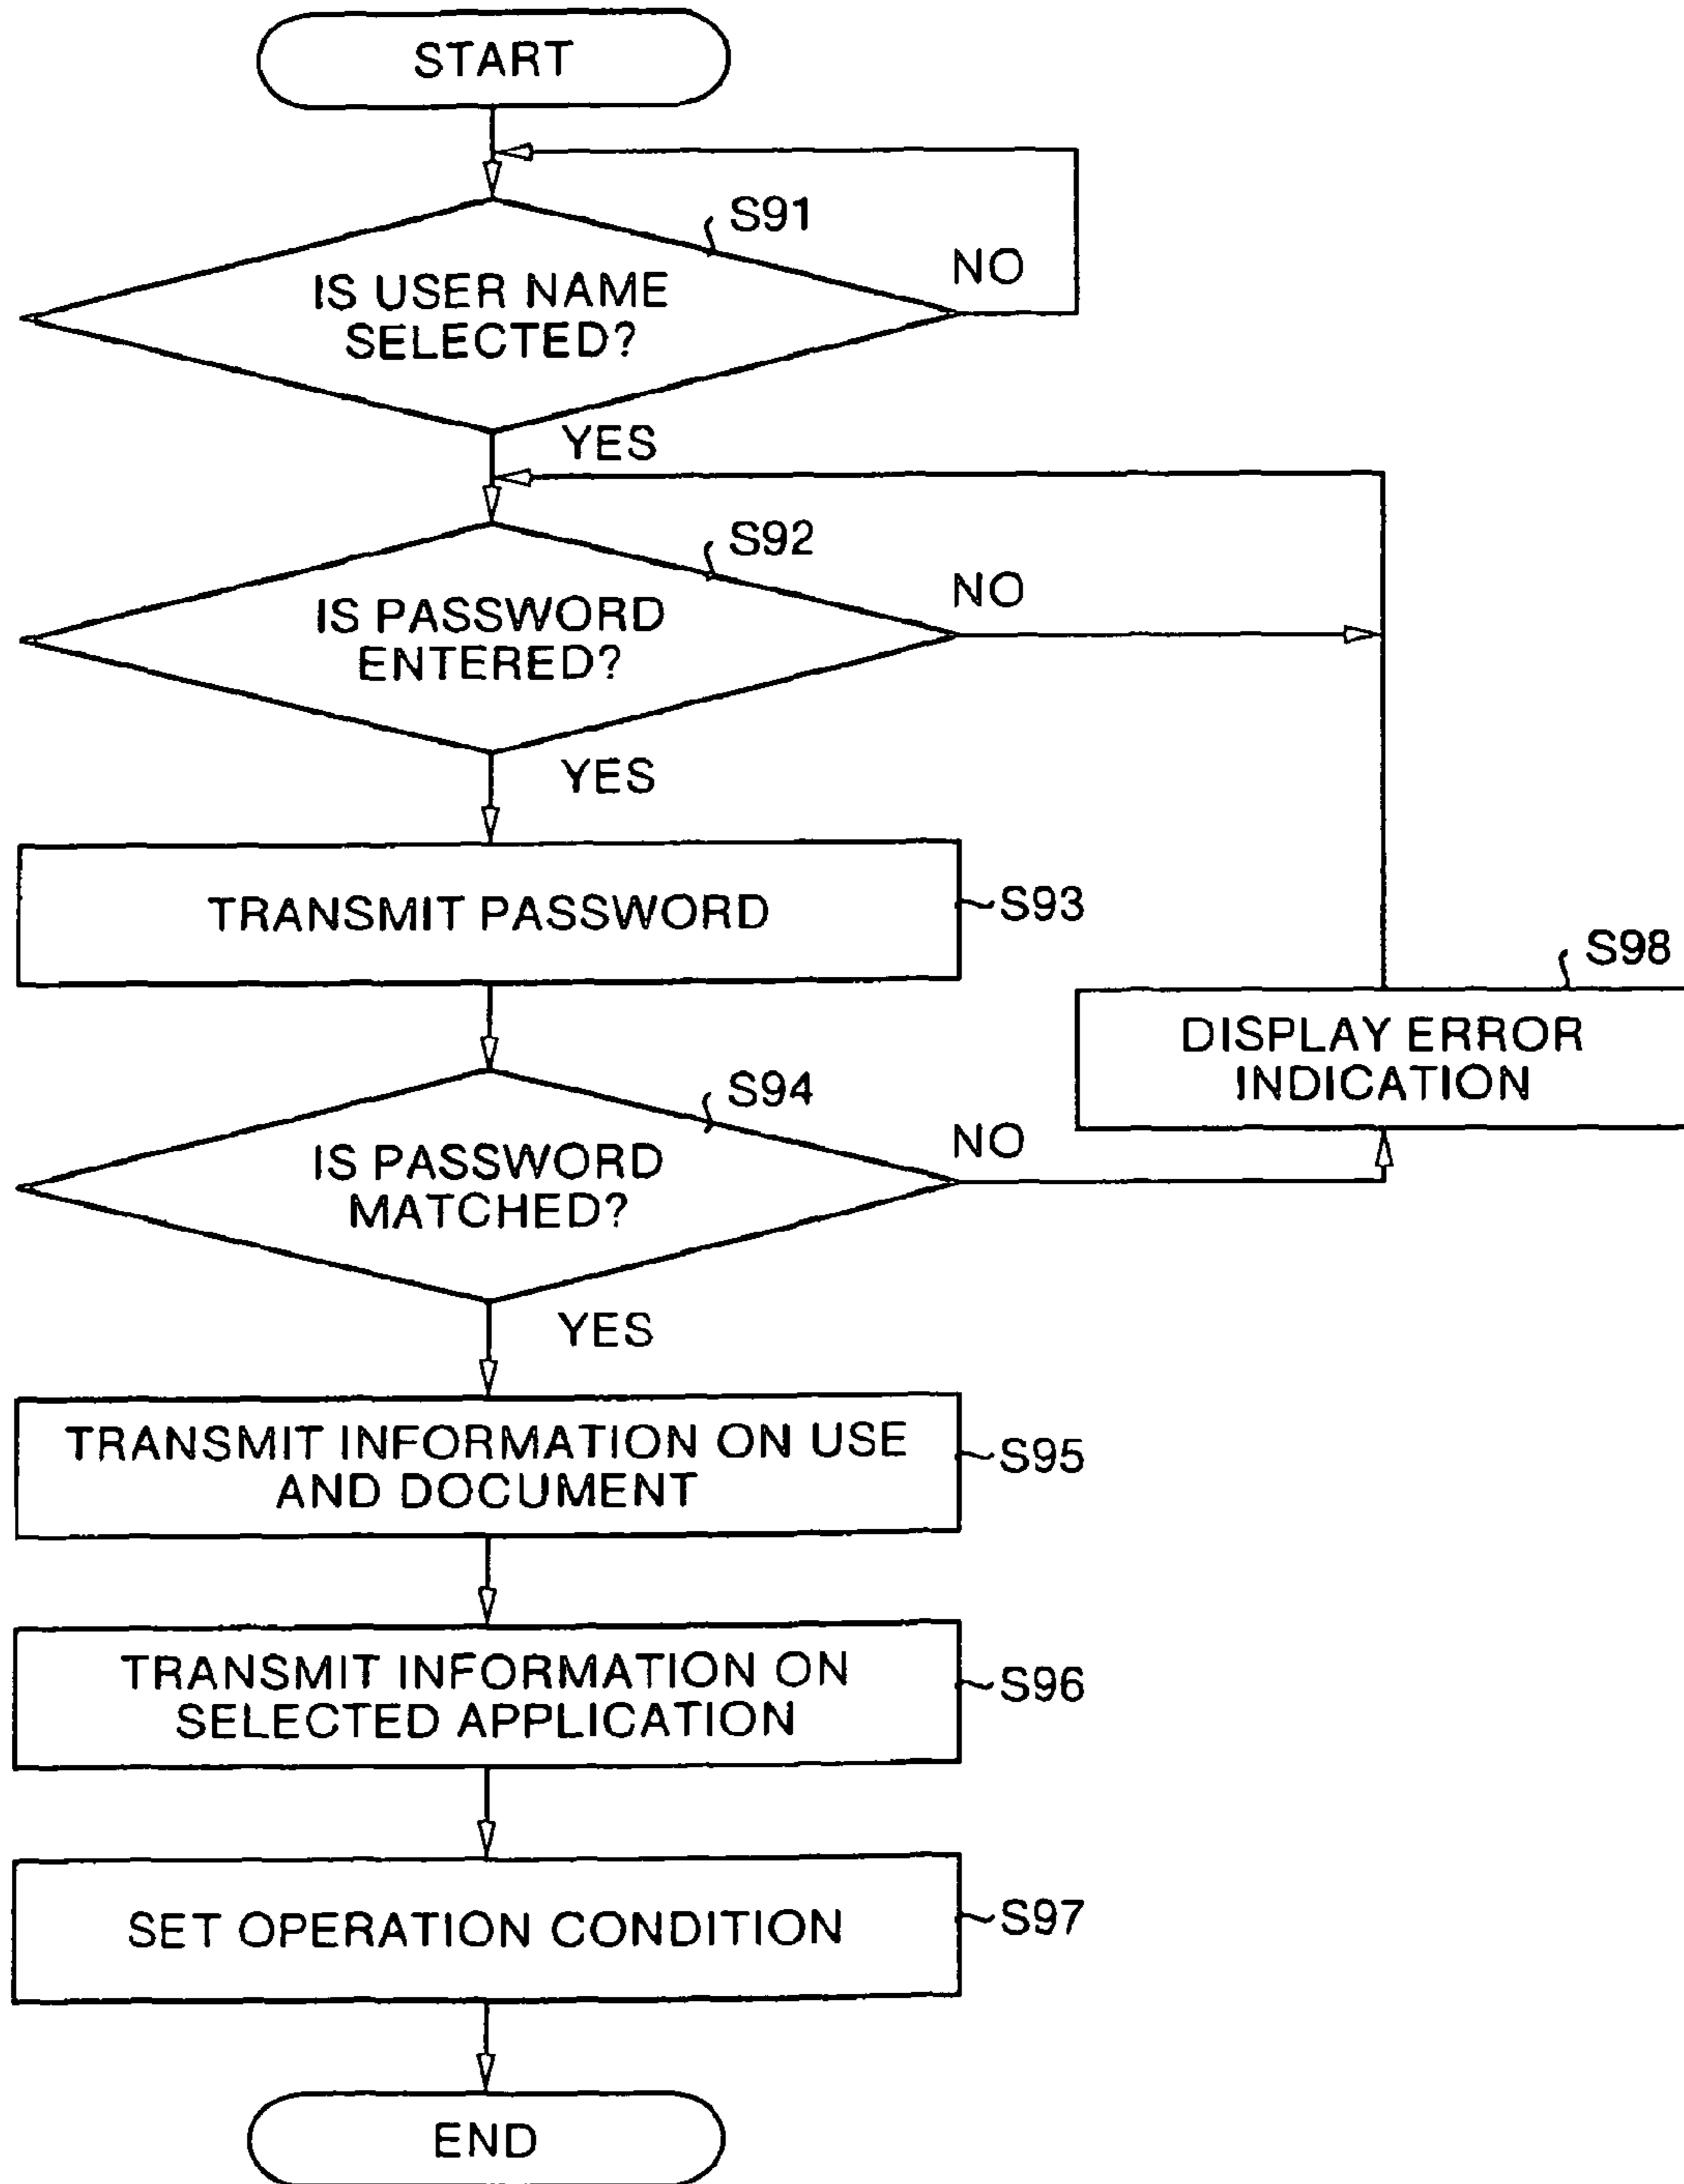 START
S91
IS USER NAME
SELECTED?
NO
YES
S92
IS PASSWORD
ENTERED?
NO
YES
TRANSMIT PASSWORD
S93
S98
DISPLAY ERROR
INDICATION
S94
IS PASSWORD
MATCHED?
NO
YES
TRANSMIT INFORMATION ON USE
AND DOCUMENT
S95
TRANSMIT INFORMATION ON
SELECTED APPLICATION
S96
SET OPERATION CONDITION
S97
END